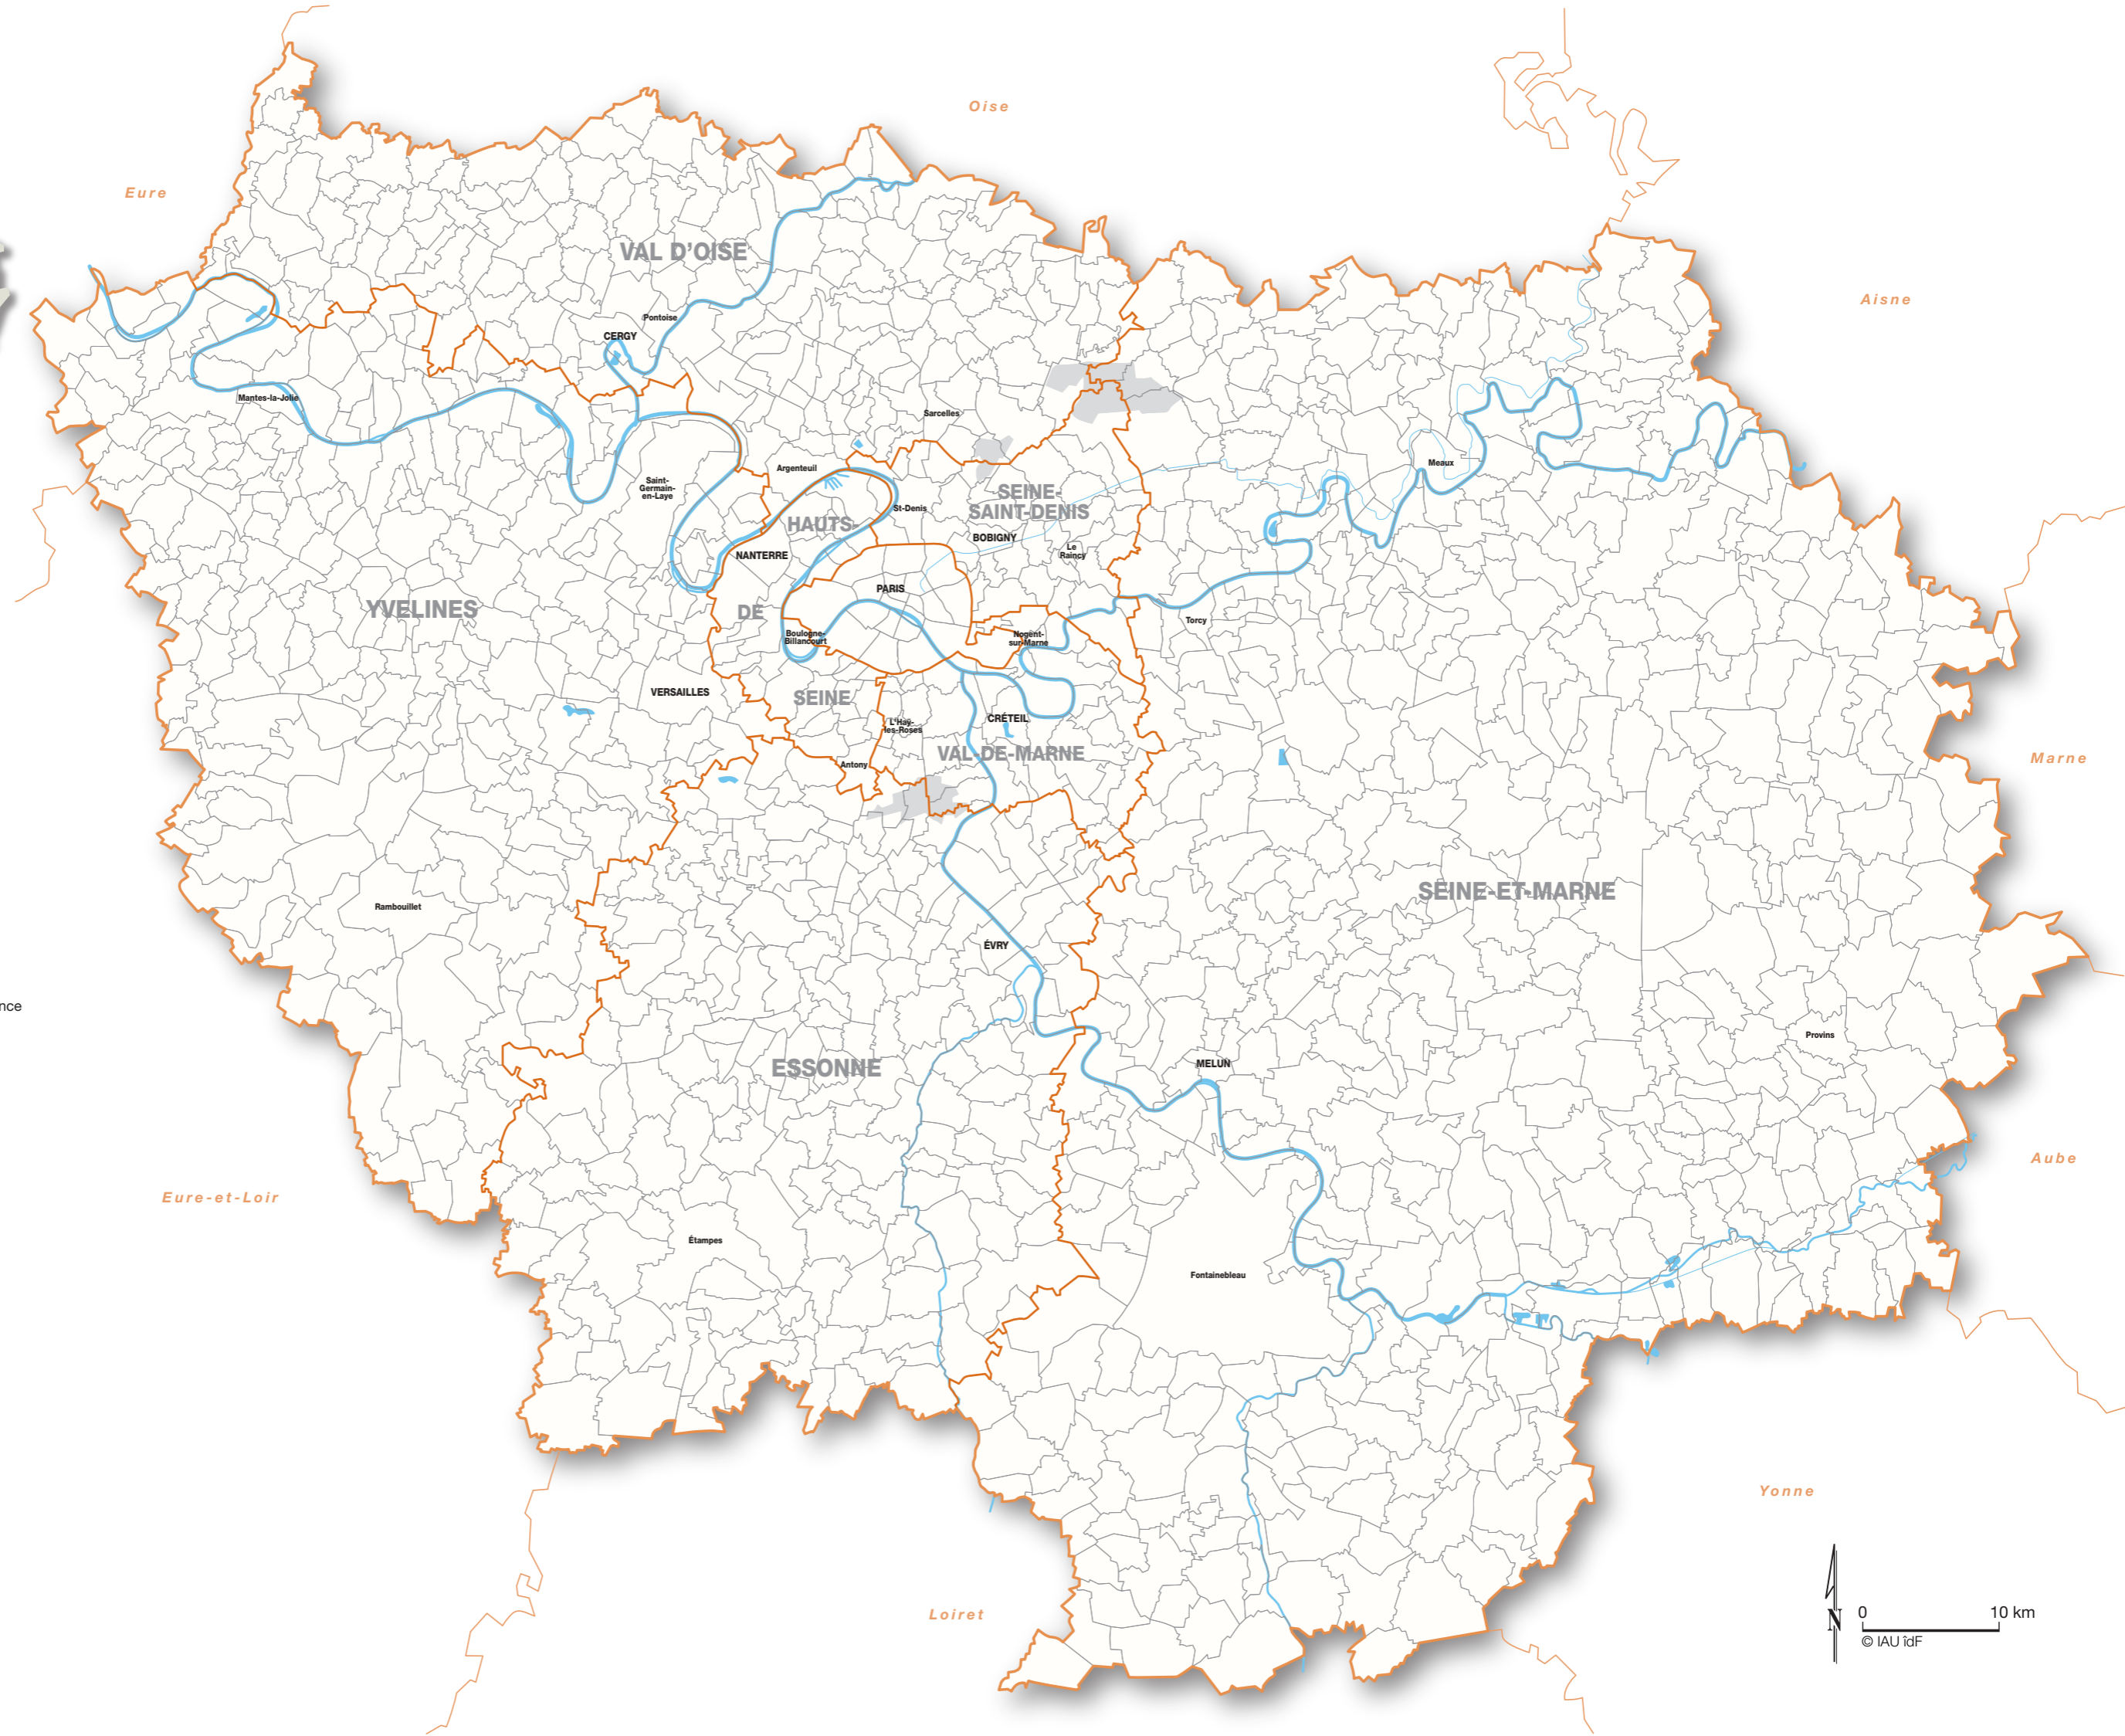 Oise
Eure
VAL D'OISE
Aisne
Pontoise
CERGY
Mantes-la-Jolie
Sarcelles
Argenteuil
Meaux
Saint-
Germain-
en-Laye
SEINE-
SAINT-DENIS
St-Denis
HAUTS-
BOBIGNY
Le
Raincy
NANTERRE
PARIS
YVELINES
DE
Torcy
Boulogne-
Billancourt
Nogent-
sur-Marne
VERSAILLES
SEINE
CRÉTEIL
L'Haÿ-
les-Roses
VAL-DE-MARNE
Marne
Antony
SEINE-ET-MARNE
Rambouillet
ÉVRY
nce
Provins
MELUN
ESSONNE
Aube
Eure-et-Loir
Étampes
Fontainebleau
Yonne
Loiret
N
0 10 km
© IAU îdF